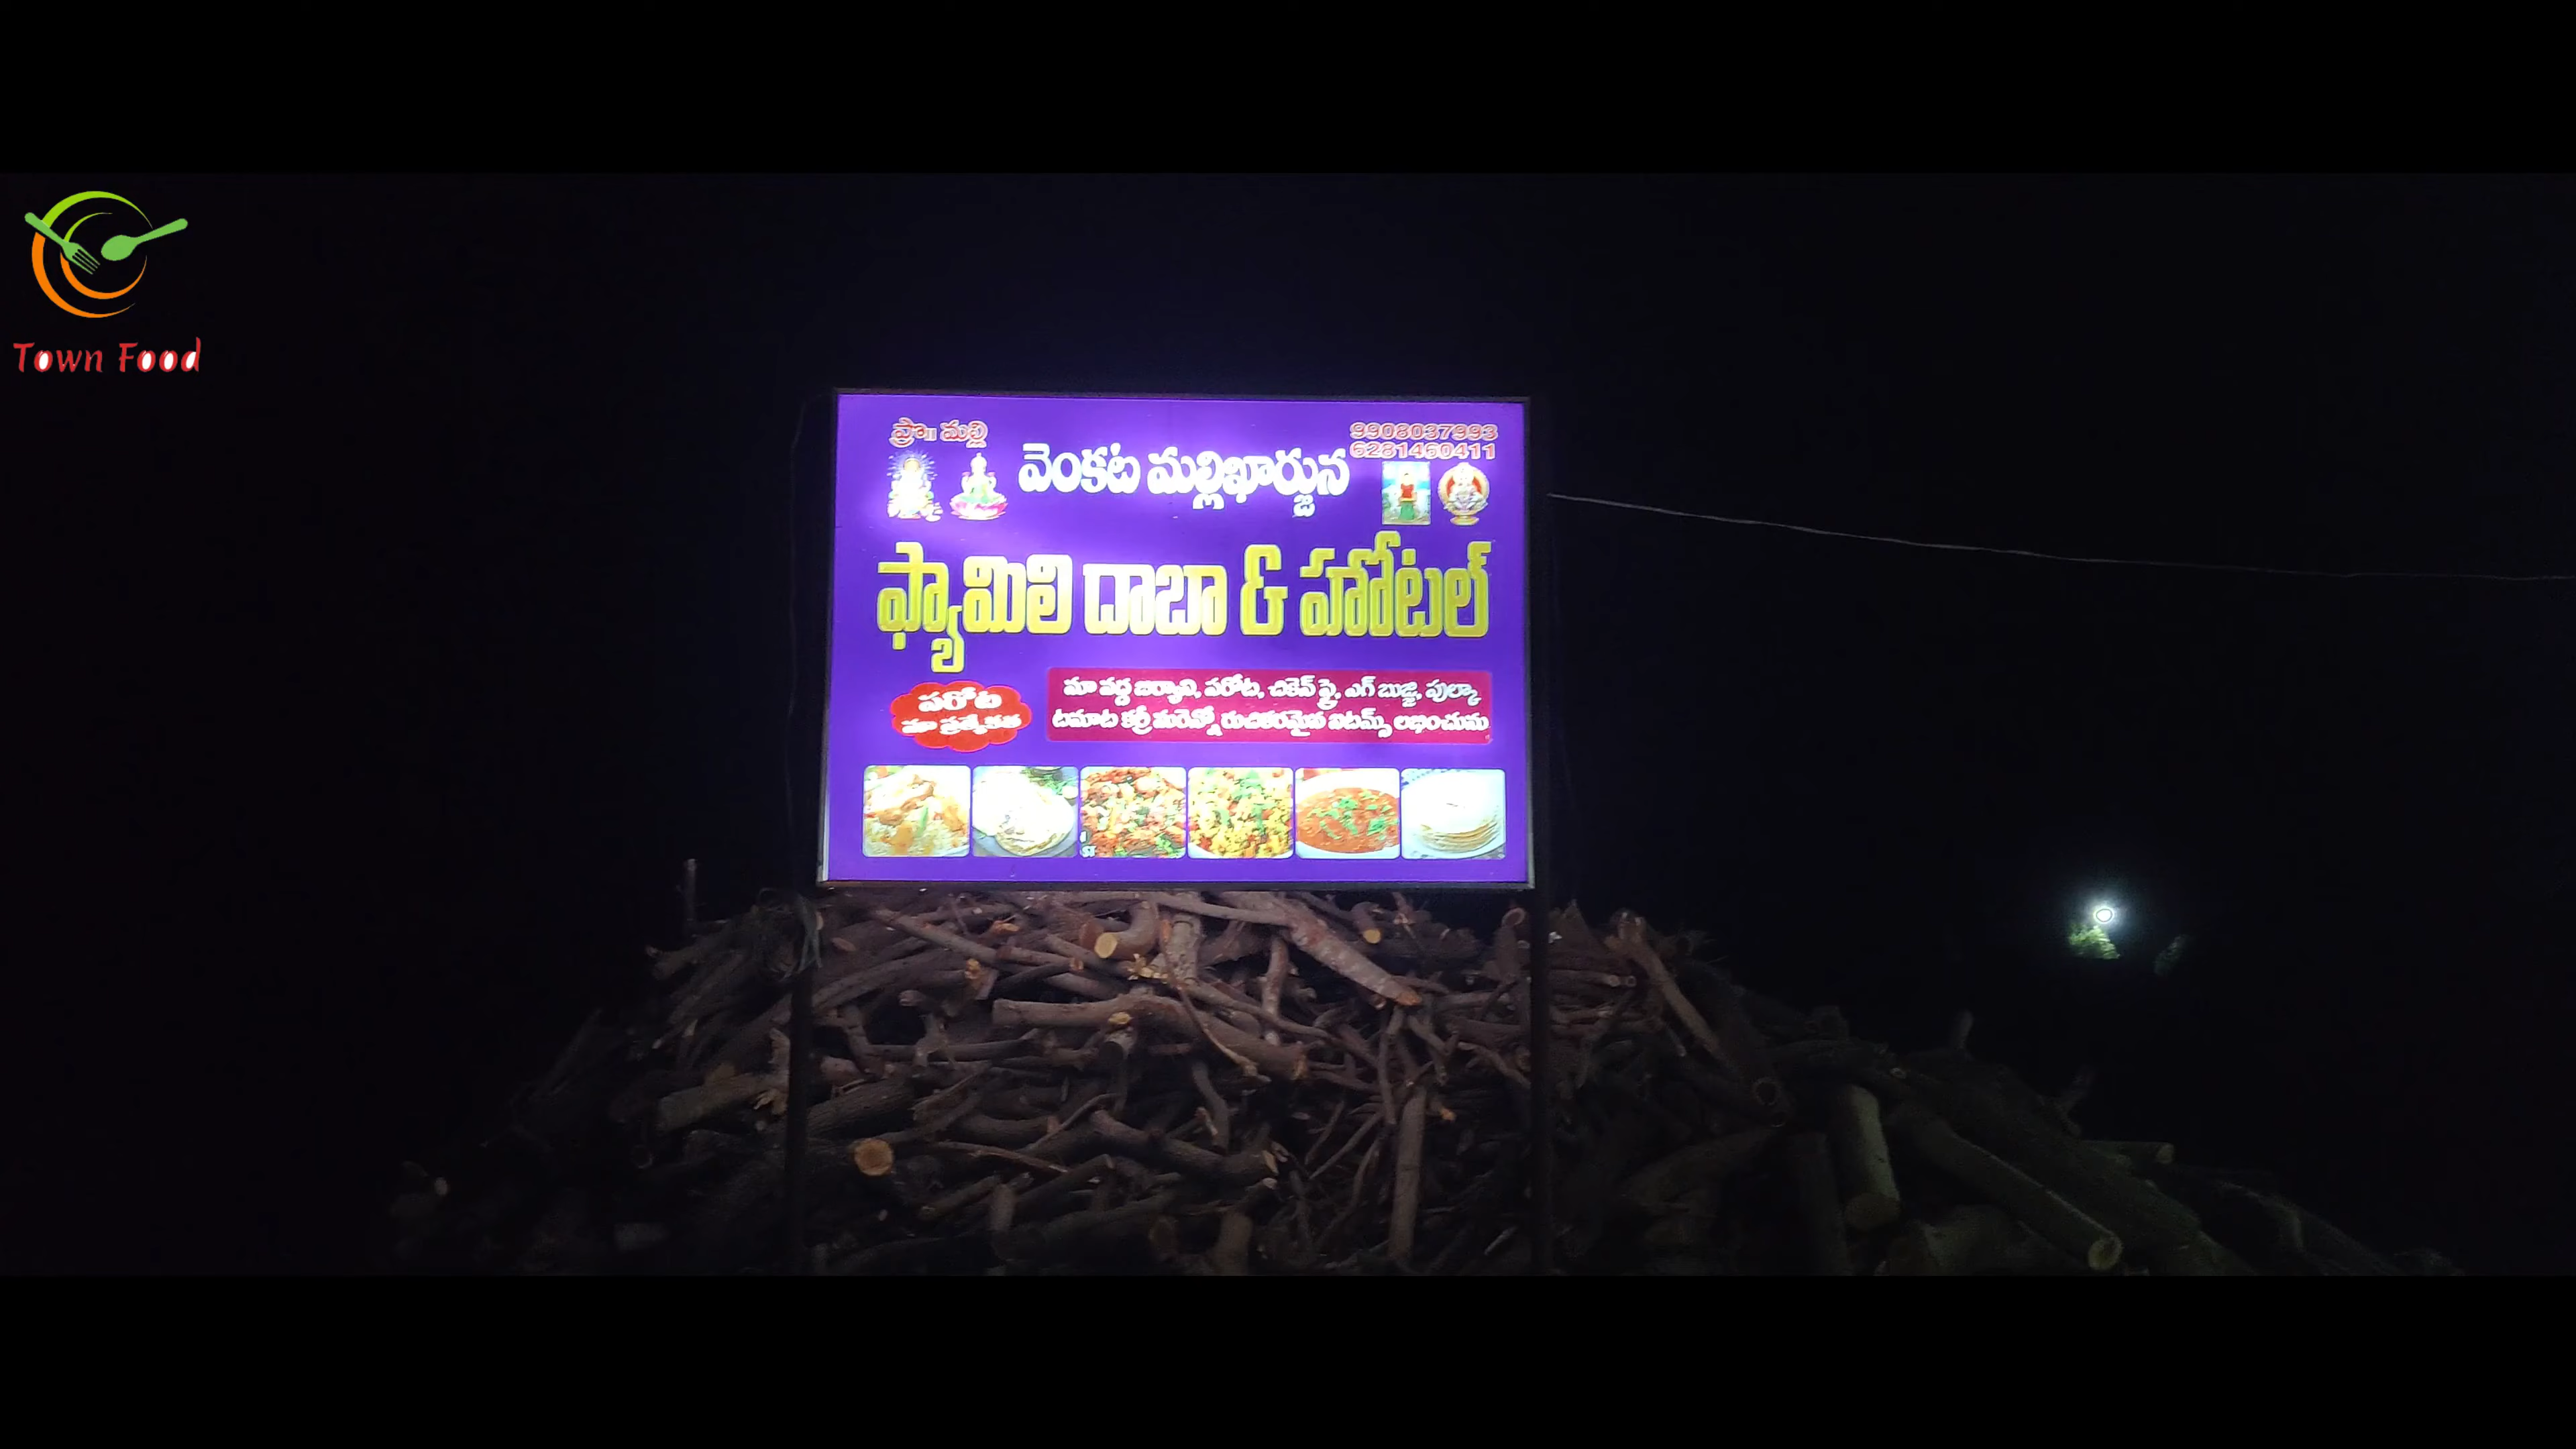 Town Food
ప్రొ॥ మల్లి
9908037993
6281460411
వెంకట మల్లిఖార్జున
ఫ్యామిలి దాబా & హోటల్
పరోట
మా ప్రత్యేకత
మా వద్ద బిర్యాని, పరోట, చికెన్ ఫ్రై, ఎగ్ బుజ్జి, పుల్కా
టమాట కర్రీ మరెన్నో రుచికరమైన ఐటమ్స్ లభించును